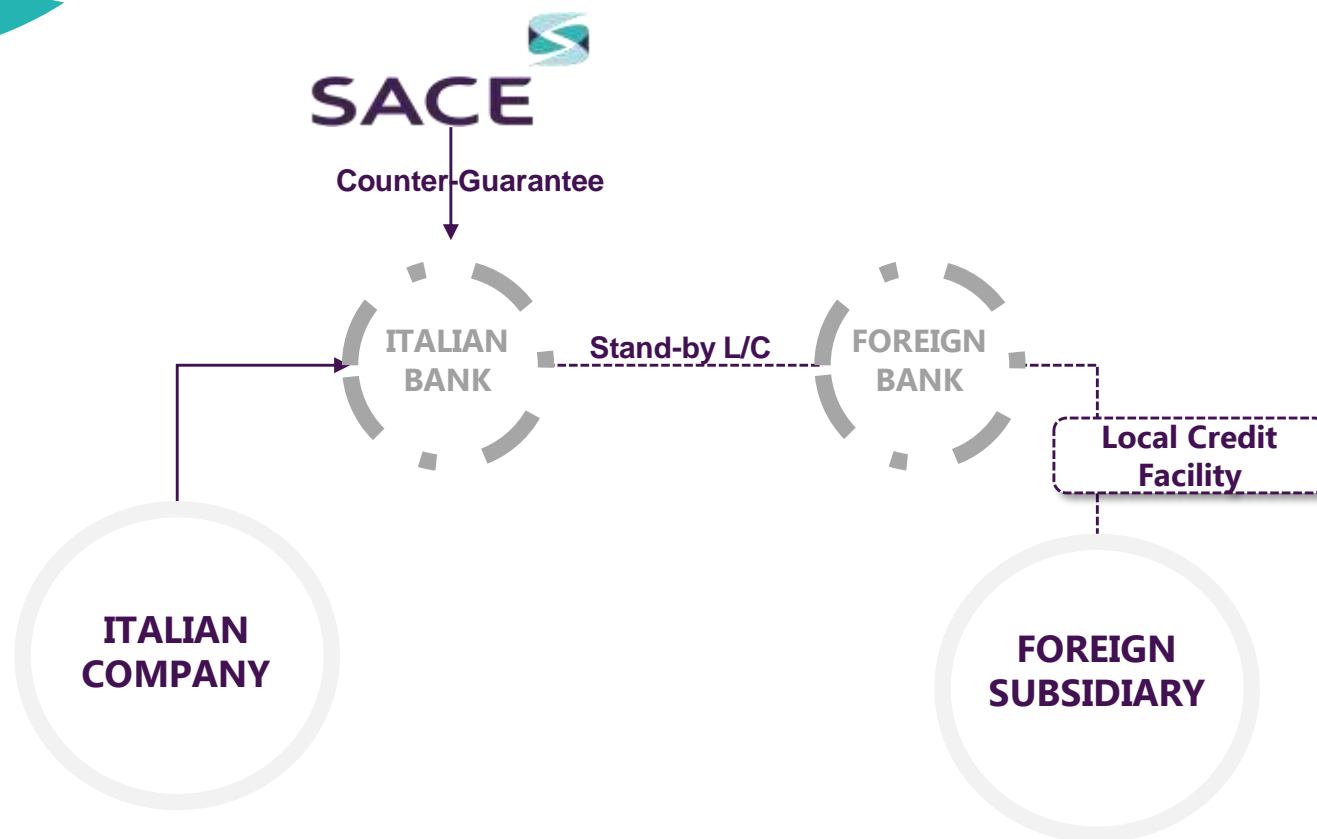 SACE
Counter-Guarantee
ITALIAN
BANK
Stand-by L/C
FOREIGN
BANK
Local Credit
Facility
ITALIAN
COMPANY
FOREIGN
SUBSIDIARY